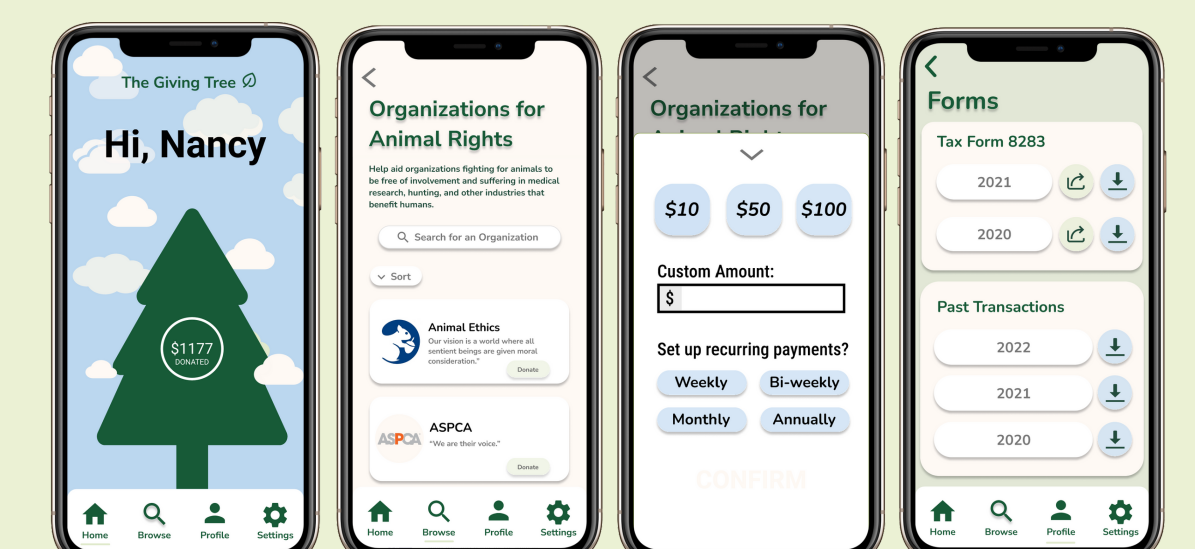 The Giving Tree
Hi, Nancy
$1177
DONATED
Home Browse Profile Settings
Organizations for
Animal Rights
Help aid organizations fighting for animals to
be free of involvement and suffering in medical
research, hunting, and other industries that
benefit humans.
Search for an Organization
Sort
Animal Ethics
Our vision is a world where all
sentient beings are given moral
consideration."
Donate
ASPCA
ASPCA
"We are their voice."
Donate
Home Browse Profile Settings
Organizations for
Animal Rights
$10 $50 $100
Custom Amount:
$
Set up recurring payments?
Weekly Bi-weekly
Monthly Annually
CONFIRM
Forms
Tax Form 8283
2021
2020
Past Transactions
2022
2021
2020
Home Browse Profile Settings